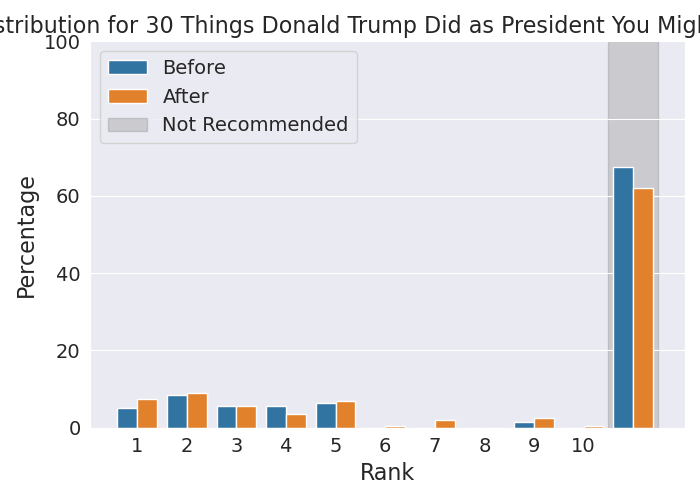 stribution for 30 Things Donald Trump Did as President You Migh
100
80
60
40
20
0
Percentage
Before
After
Not Recommended
1 2 3 4 5 6 7 8 9 10
Rank